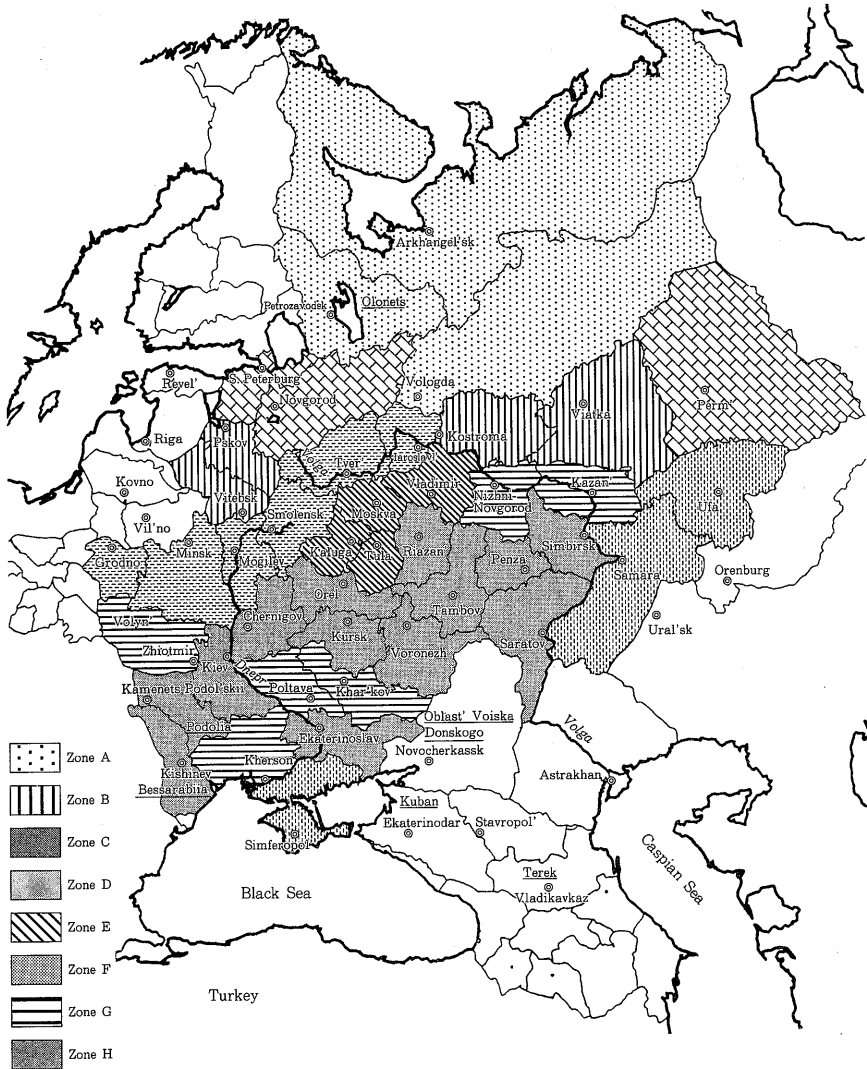 Arkhangel'sk
Petrozavodsk
Olonets
Revel'
S. Peterburg
Novgorod
Vologda
Viatka
Perm'
Riga
Pskov
Kostroma
Iaroslavl'
Volga
Tver'
Vladimir
Kovno
Vitebsk
Nizhni-
Novgorod
Kazan'
Ufa
Vil'no
Smolensk
Moskva
Minsk
Mogilev
Kaluga
Tula
Riazan
Penza
Simbirsk
Grodno
Samara
Orenburg
Orel
Tambov
Chernigov
Kursk
Voronezh
Saratov
Ural'sk
Volyn'
Zhiotmir
Kiev
Dnepr
Poltava
Khar'kov
Kamenets Podol'skii
Podolia
Ekaterinoslav
Oblast' Voiska
Donskogo
Novocherkassk
Volga
Astrakhan
Kishinev
Bessarabiia
Kherson
Kuban
Ekaterinodar
Stavropol'
Simferopol'
Terek
Vladikavkaz
Caspian Sea
Black Sea
Turkey
Zone A
Zone B
Zone C
Zone D
Zone E
Zone F
Zone G
Zone H